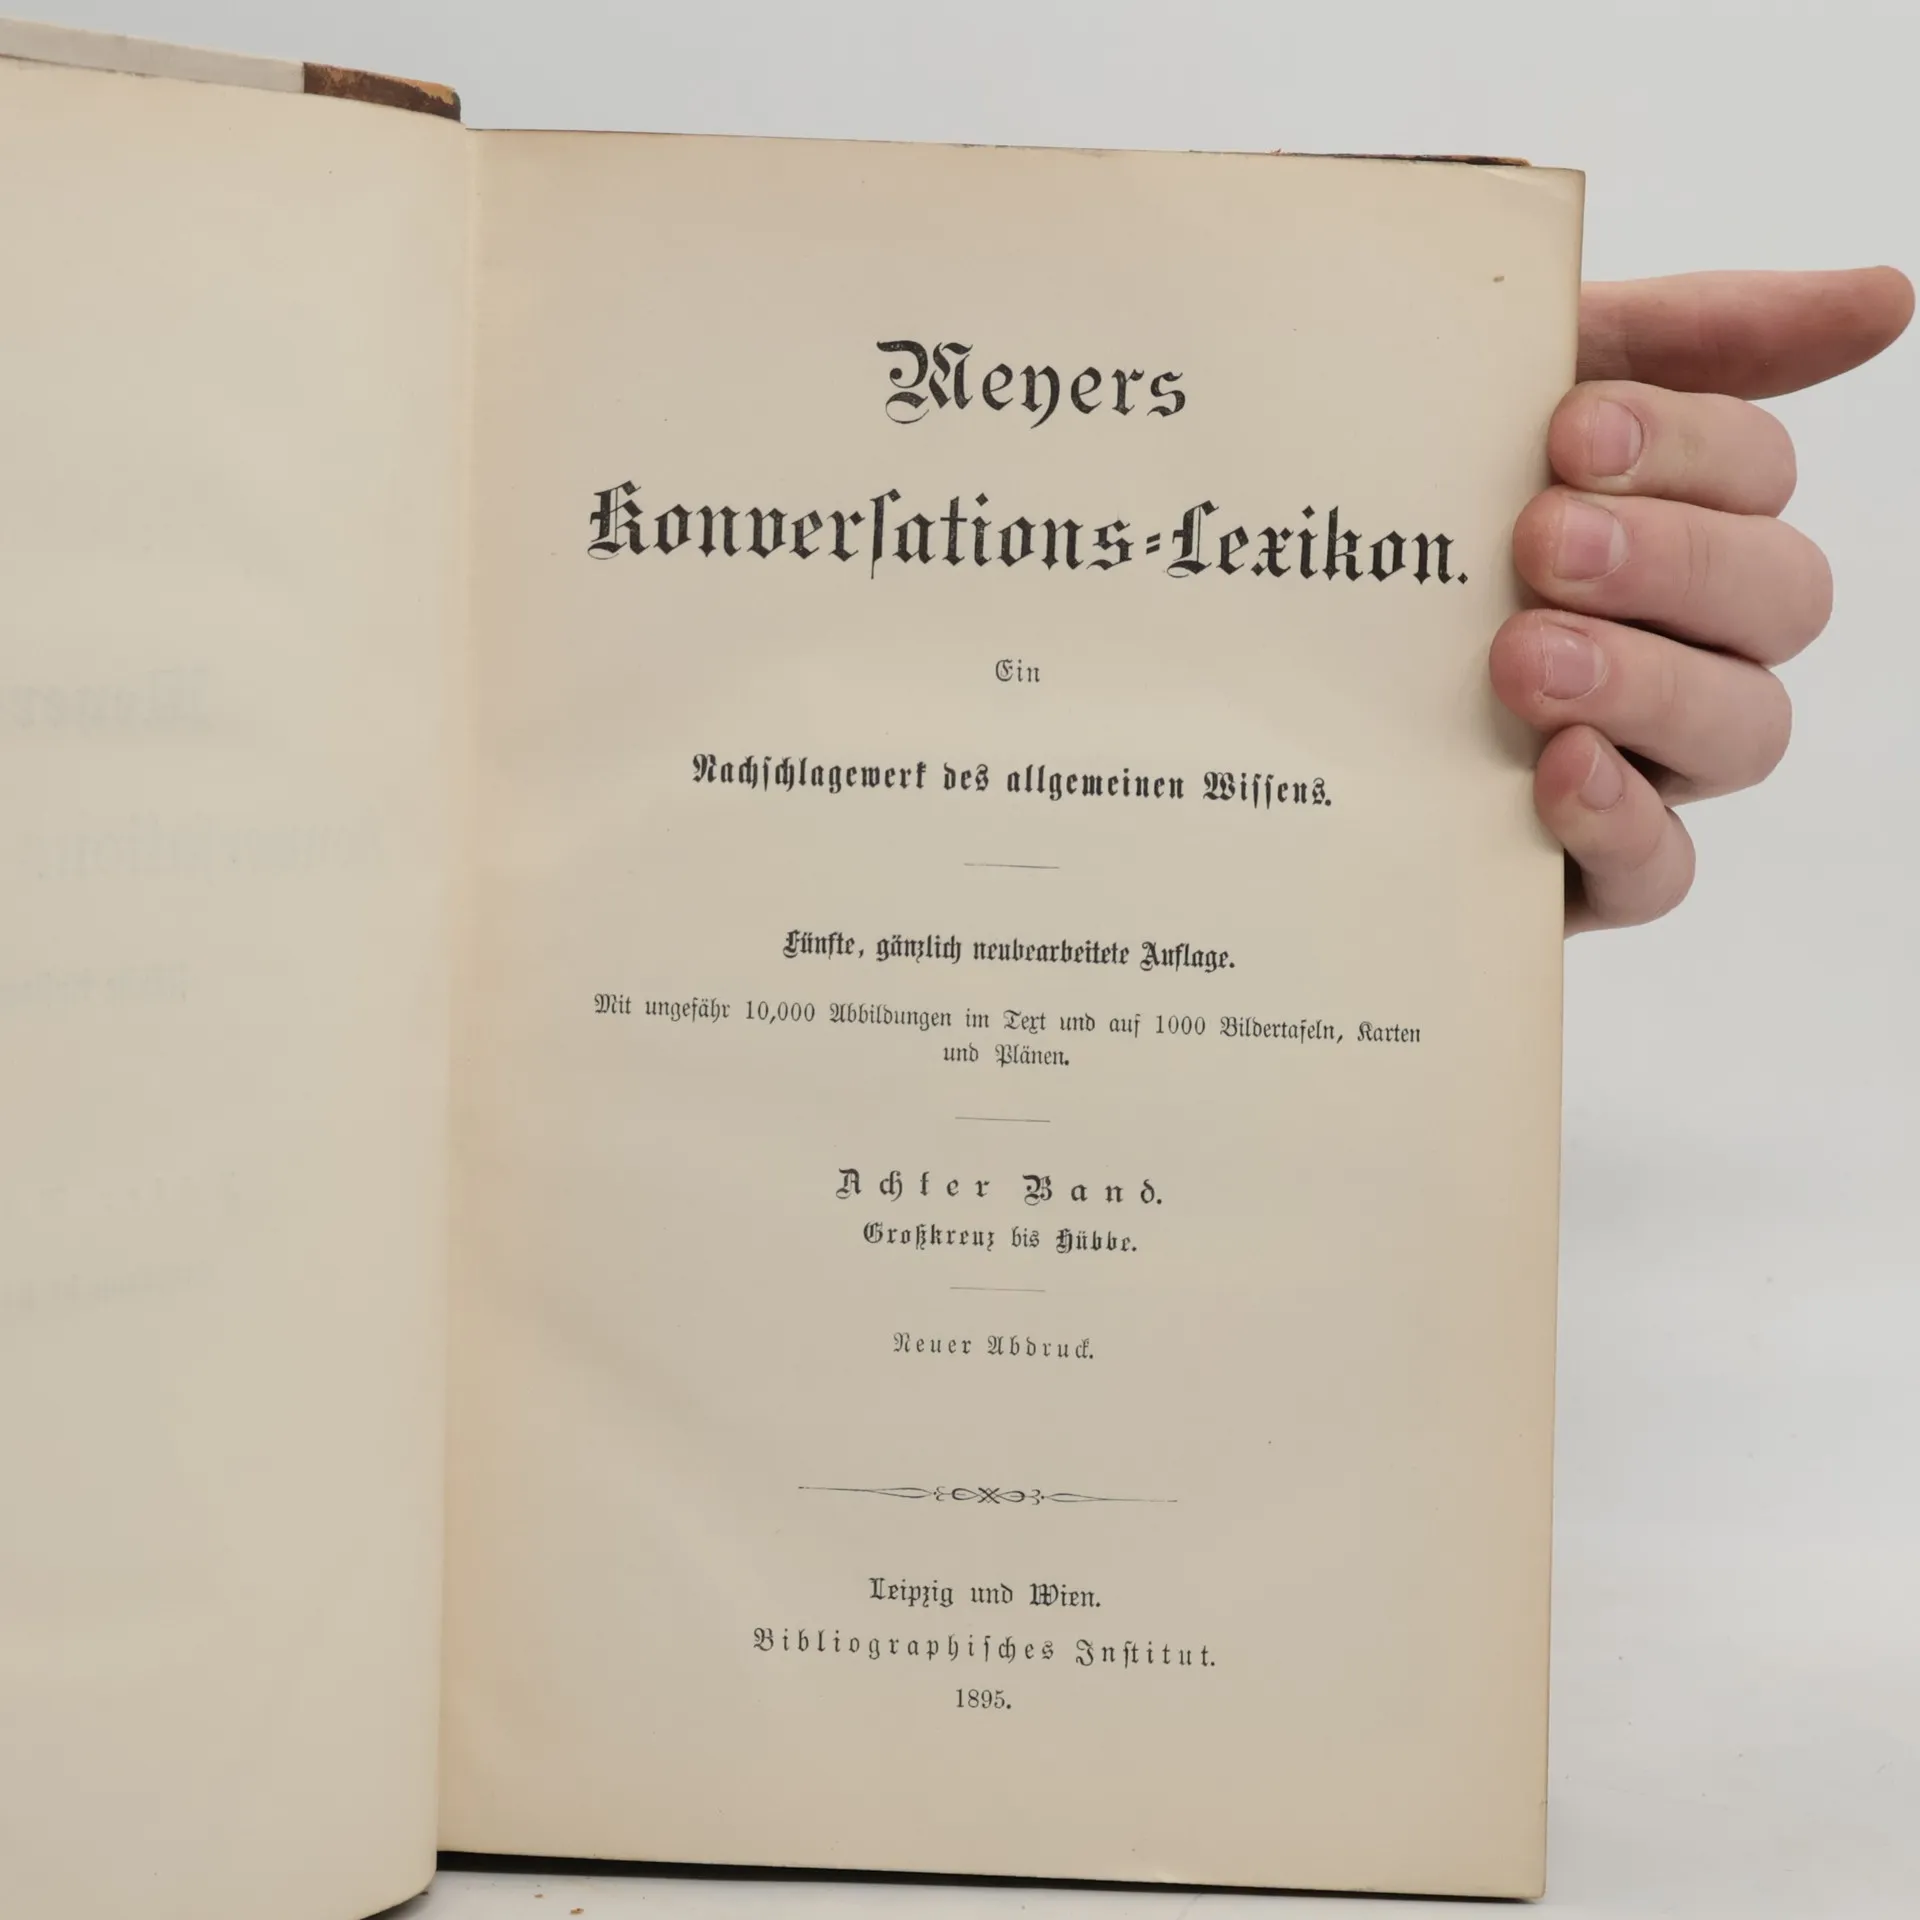 Meyers
Konverſations=Lexikon.
Ein
Nachſchlagewerk des allgemeinen Wiſſens.
Fünfte, gänzlich neubearbeitete Auflage.
Mit ungefähr 10,000 Abbildungen im Text und auf 1000 Bildertafeln, Karten
und Plänen.
Achter Band.
Großkreuz bis Hübbe.
Neuer Abdruck.
Leipzig und Wien.
Bibliographiſches Inſtitut.
1895.